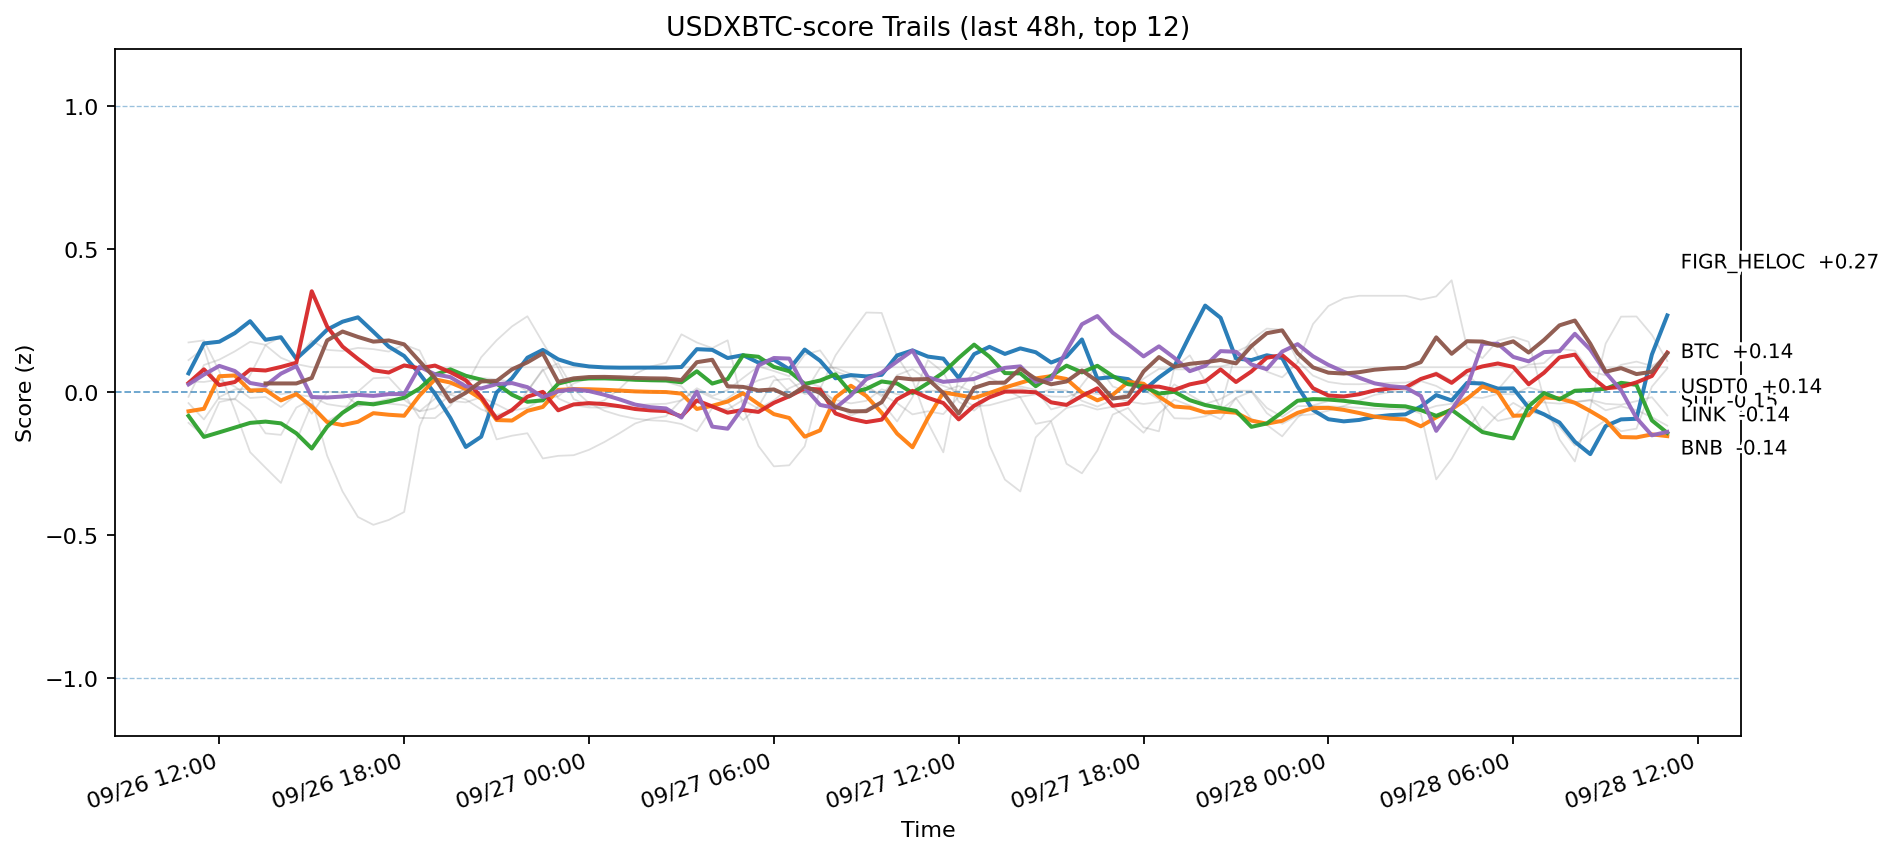 USDXBTC-score Trails (last 48h, top 12)
Score (z)
1.0
0.5
0.0
−0.5
−1.0
FIGR_HELOC +0.27
BTC +0.14
USDT0 +0.14
-0.15
LINK -0.14
BNB -0.14
09/26 12:00
09/26 18:00
09/27 00:00
09/27 06:00
09/27 12:00
09/27 18:00
09/28 00:00
09/28 06:00
09/28 12:00
Time